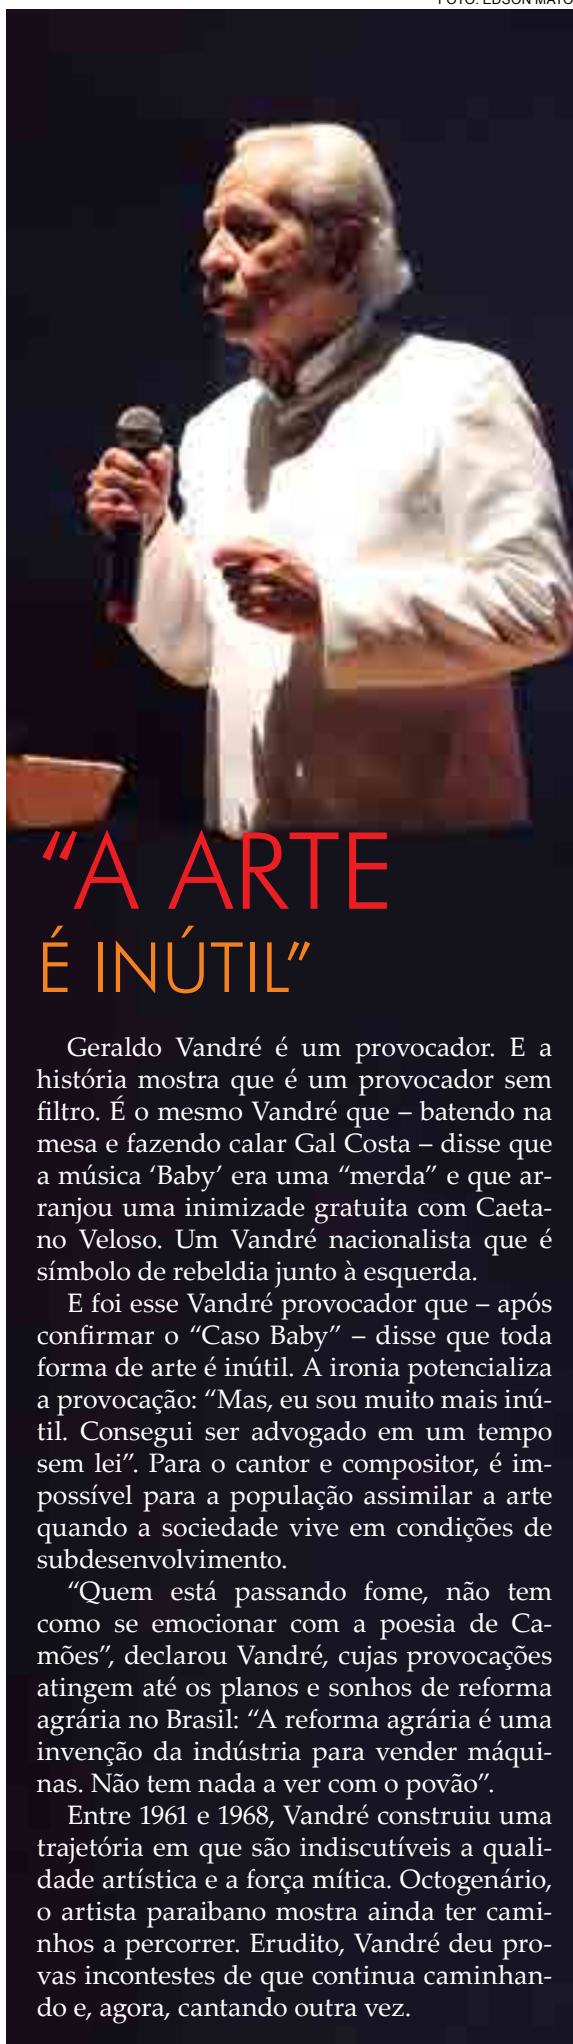 FOTO: EDSON MATO
“A ARTE
É INÚTIL”
Geraldo Vandré é um provocador. E a
história mostra que é um provocador sem
filtro. É o mesmo Vandré que – batendo na
mesa e fazendo calar Gal Costa – disse que
a música ‘Baby’ era uma “merda” e que ar-
ranjou uma inimizade gratuita com Caeta-
no Veloso. Um Vandré nacionalista que é
símbolo de rebeldia junto à esquerda.
E foi esse Vandré provocador que – após
confirmar o “Caso Baby” – disse que toda
forma de arte é inútil. A ironia potencializa
a provocação: “Mas, eu sou muito mais inú-
til. Consegui ser advogado em um tempo
sem lei”. Para o cantor e compositor, é im-
possível para a população assimilar a arte
quando a sociedade vive em condições de
subdesenvolvimento.
“Quem está passando fome, não tem
como se emocionar com a poesia de Ca-
mões”, declarou Vandré, cujas provocações
atingem até os planos e sonhos de reforma
agrária no Brasil: “A reforma agrária é uma
invenção da indústria para vender máqui-
nas. Não tem nada a ver com o povão”.
Entre 1961 e 1968, Vandré construiu uma
trajetória em que são indiscutíveis a quali-
dade artística e a força mítica. Octogenário,
o artista paraibano mostra ainda ter cami-
nhos a percorrer. Erudito, Vandré deu pro-
vas incontestes de que continua caminhan-
do e, agora, cantando outra vez.